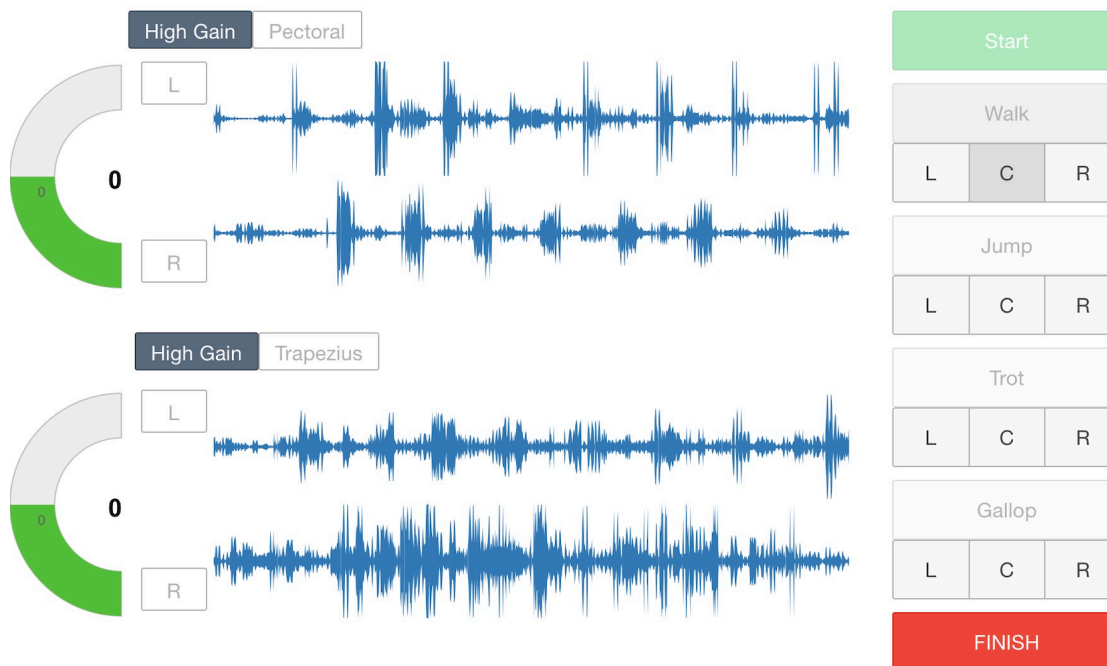 High Gain Pectoral
L
0
0
R
High Gain Trapezius
L
0
0
R
Start
Walk
L C R
Jump
L C R
Trot
L C R
Gallop
L C R
FINISH